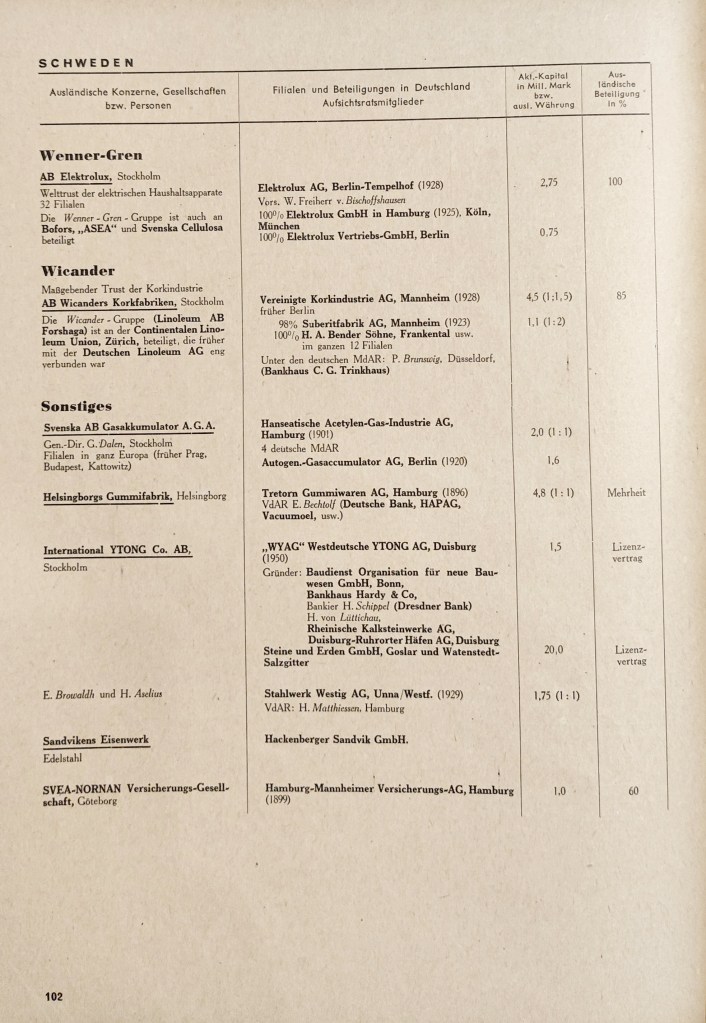 SCHWEDEN
Ausländische Konzerne, Gesellschaften
bzw. Personen
Filialen und Beteiligungen in Deutschland
Aufsichtsratsmitglieder
Akt.-Kapital
in Mill. Mark
bzw.
ausl. Währung
Aus-
ländische
Beteiligung
in %
Wenner-Gren
AB Elektrolux, Stockholm
Welttrust der elektrischen Haushaltsapparate
32 Filialen
Die Wenner-Gren-Gruppe ist auch an
Bofors, „ASEA" und Svenska Cellulosa
beteiligt
Elektrolux AG, Berlin-Tempelhof (1928)
Vors. W. Freiherr v. Bischoffshausen
100% Elektrolux GmbH in Hamburg (1925), Köln,
München
100% Elektrolux Vertriebs-GmbH, Berlin
2,75
0,75
100
Wicander
Maßgebender Trust der Korkindustrie
AB Wicanders Korkfabriken, Stockholm
Die Wicander-Gruppe (Linoleum AB
Forshaga) ist an der Continentalen Lino-
leum Union, Zürich, beteiligt, die früher
mit der Deutschen Linoleum AG eng
verbunden war
Vereinigte Korkindustrie AG, Mannheim (1928)
früher Berlin
98% Suberitfabrik AG, Mannheim (1923)
100% H. A. Bender Söhne, Frankental usw.
im ganzen 12 Filialen
Unter den deutschen MdAR: P. Brunswig, Düsseldorf,
(Bankhaus C. G. Trinkhaus)
4,5 (1:1,5)
1,1 (1:2)
85
Sonstiges
Svenska AB Gasakkumulator A.G.A.
Gen.-Dir. G. Dalen, Stockholm
Filialen in ganz Europa (früher Prag,
Budapest, Kattowitz)
Hanseatische Acetylen-Gas-Industrie AG,
Hamburg (1901)
4 deutsche MdAR
Autogen.-Gasaccumulator AG, Berlin (1920)
2,0 (1:1)
1,6
Helsingborgs Gummifabrik, Helsingborg
Tretorn Gummiwaren AG, Hamburg (1896)
VdAR E. Bechtolf (Deutsche Bank, HAPAG,
Vacuumoel, usw.)
4,8 (1:1)
Mehrheit
International YTONG Co. AB,
Stockholm
„WYAG" Westdeutsche YTONG AG, Duisburg
(1950)
Gründer: Baudienst Organisation für neue Bau-
wesen GmbH, Bonn,
Bankhaus Hardy & Co,
Bankier H. Schippel (Dresdner Bank)
H. von Lüttichau,
Rheinische Kalksteinwerke AG,
Duisburg-Ruhrorter Häfen AG, Duisburg
Steine und Erden GmbH, Goslar und Watenstedt-
Salzgitter
1,5
Lizenz-
vertrag
20,0
Lizenz-
vertrag
E. Browaldh und H. Aselius
Stahlwerk Westig AG, Unna/Westf. (1929)
VdAR: H. Matthiessen, Hamburg
1,75 (1:1)
Sandvikens Eisenwerk
Edelstahl
Hackenberger Sandvik GmbH.
SVEA-NORNAN Versicherungs-Gesell-
schaft, Göteborg
Hamburg-Mannheimer Versicherungs-AG, Hamburg
(1899)
1,0
60
102